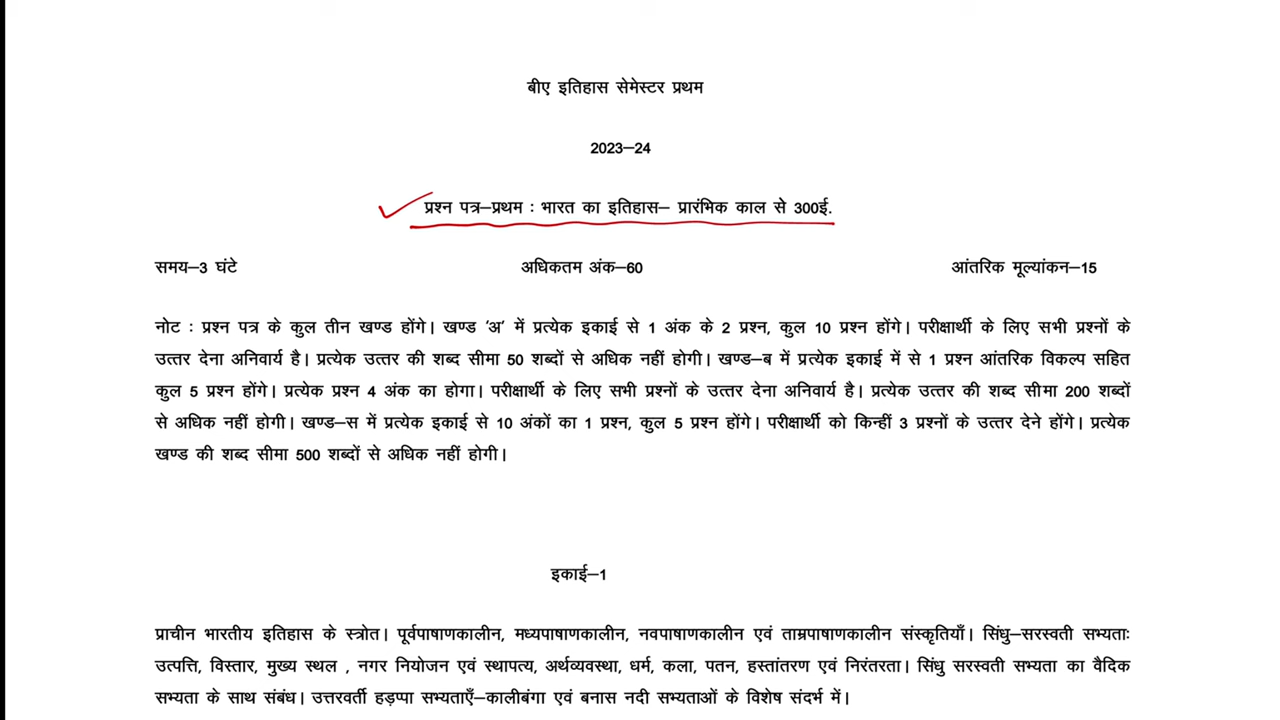 बीए इतिहास सेमेस्टर प्रथम
2023–24
प्रश्न पत्र–प्रथम : भारत का इतिहास– प्रारंभिक काल से 300ई.
समय–3 घंटे अधिकतम अंक–60 आंतरिक मूल्यांकन–15
नोट : प्रश्न पत्र के कुल तीन खण्ड होंगे। खण्ड 'अ' में प्रत्येक इकाई से 1 अंक के 2 प्रश्न, कुल 10 प्रश्न होंगे। परीक्षार्थी के लिए सभी प्रश्नों के
उत्तर देना अनिवार्य है। प्रत्येक उत्तर की शब्द सीमा 50 शब्दों से अधिक नहीं होगी। खण्ड–ब में प्रत्येक इकाई में से 1 प्रश्न आंतरिक विकल्प सहित
कुल 5 प्रश्न होंगे। प्रत्येक प्रश्न 4 अंक का होगा। परीक्षार्थी के लिए सभी प्रश्नों के उत्तर देना अनिवार्य है। प्रत्येक उत्तर की शब्द सीमा 200 शब्दों
से अधिक नहीं होगी। खण्ड–स में प्रत्येक इकाई से 10 अंकों का 1 प्रश्न, कुल 5 प्रश्न होंगे। परीक्षार्थी को किन्हीं 3 प्रश्नों के उत्तर देने होंगे। प्रत्येक
खण्ड की शब्द सीमा 500 शब्दों से अधिक नहीं होगी।
इकाई–1
प्राचीन भारतीय इतिहास के स्त्रोत। पूर्वपाषाणकालीन, मध्यपाषाणकालीन, नवपाषाणकालीन एवं ताम्रपाषाणकालीन संस्कृतियाँ। सिंधु–सरस्वती सभ्यताः
उत्पत्ति, विस्तार, मुख्य स्थल , नगर नियोजन एवं स्थापत्य, अर्थव्यवस्था, धर्म, कला, पतन, हस्तांतरण एवं निरंतरता। सिंधु सरस्वती सभ्यता का वैदिक
सभ्यता के साथ संबंध। उत्तरवर्ती हड़प्पा सभ्यताएँ–कालीबंगा एवं बनास नदी सभ्यताओं के विशेष संदर्भ में।